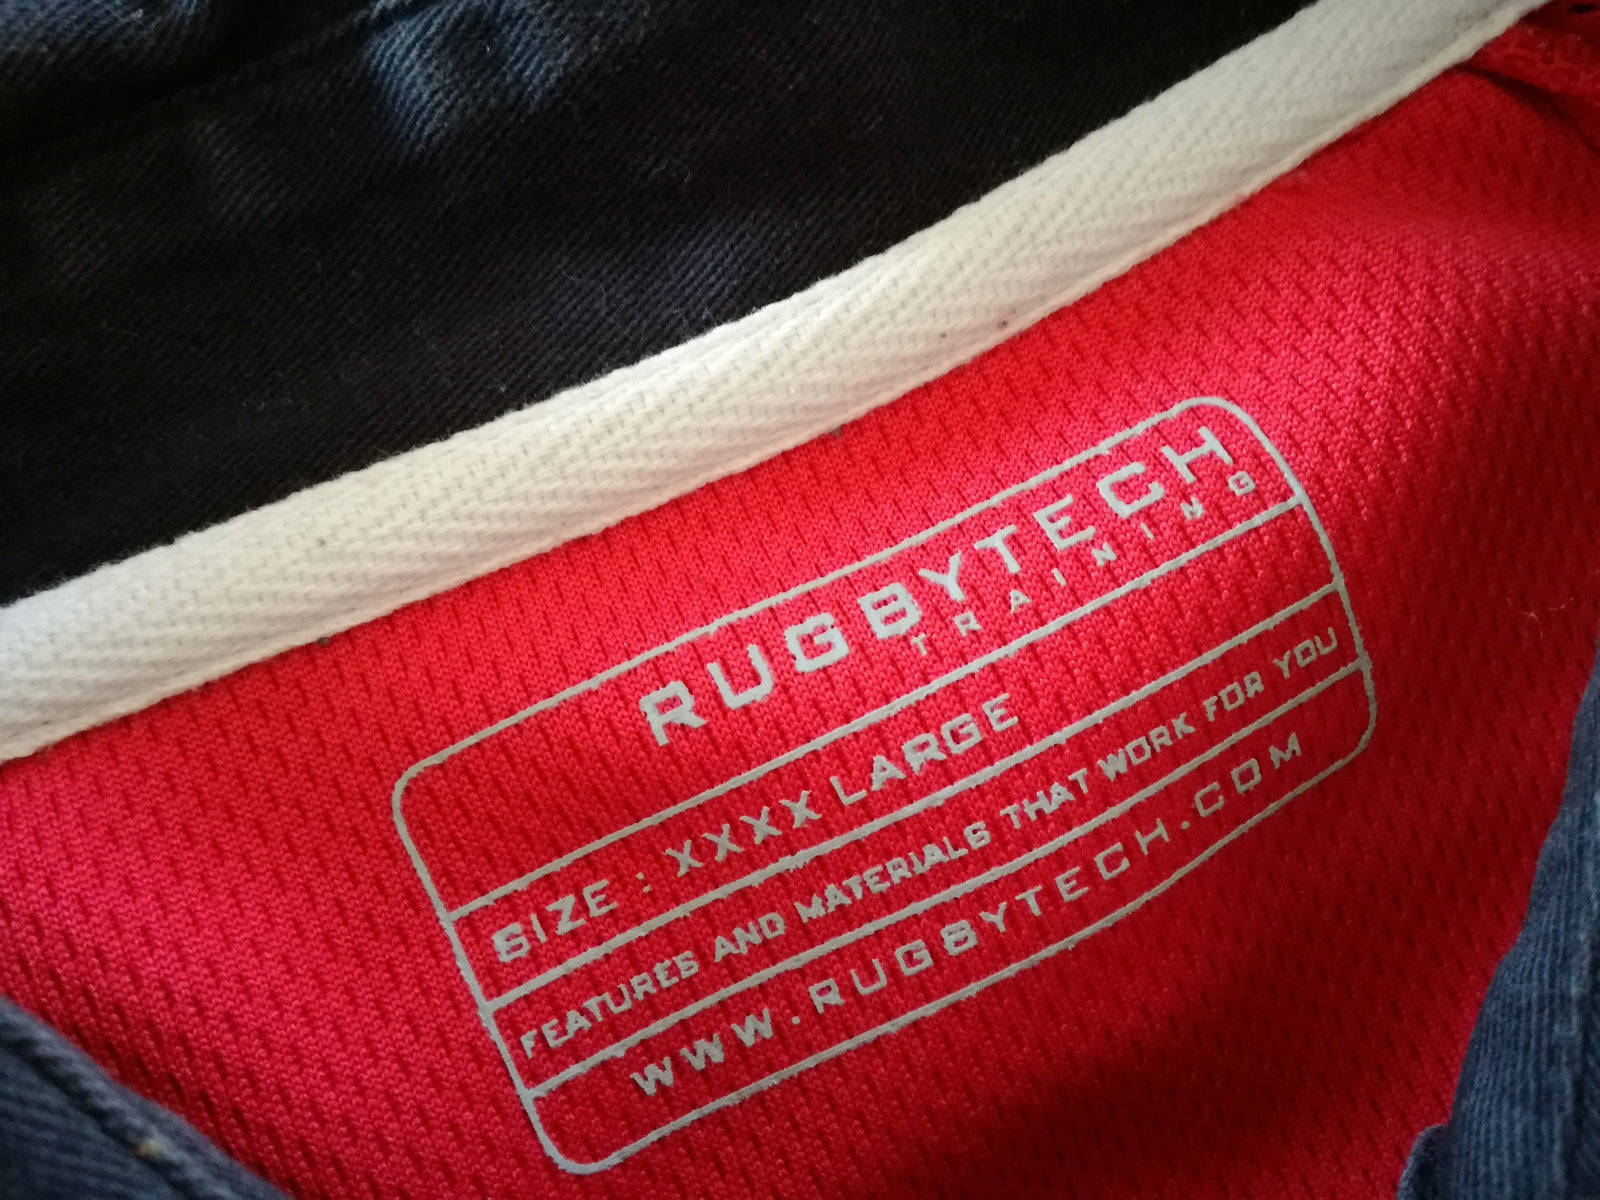 RUGBYTECH
TRAINING
SIZE : XXXX LARGE
FEATURES AND MATERIALS THAT WORK FOR YOU
WWW.RUGBYTECH.COM